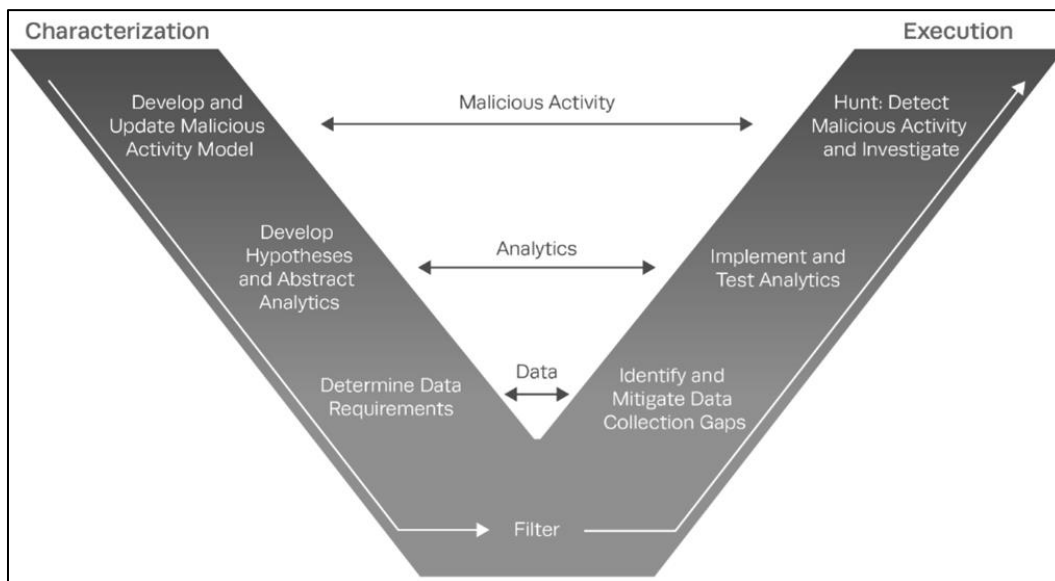 Characterization
Execution
Develop and
Update Malicious
Activity Model
Malicious Activity
Hunt: Detect
Malicious Activity
and Investigate
Develop
Hypotheses
and Abstract
Analytics
Analytics
Implement and
Test Analytics
Determine Data
Requirements
Data
Identify and
Mitigate Data
Collection Gaps
Filter